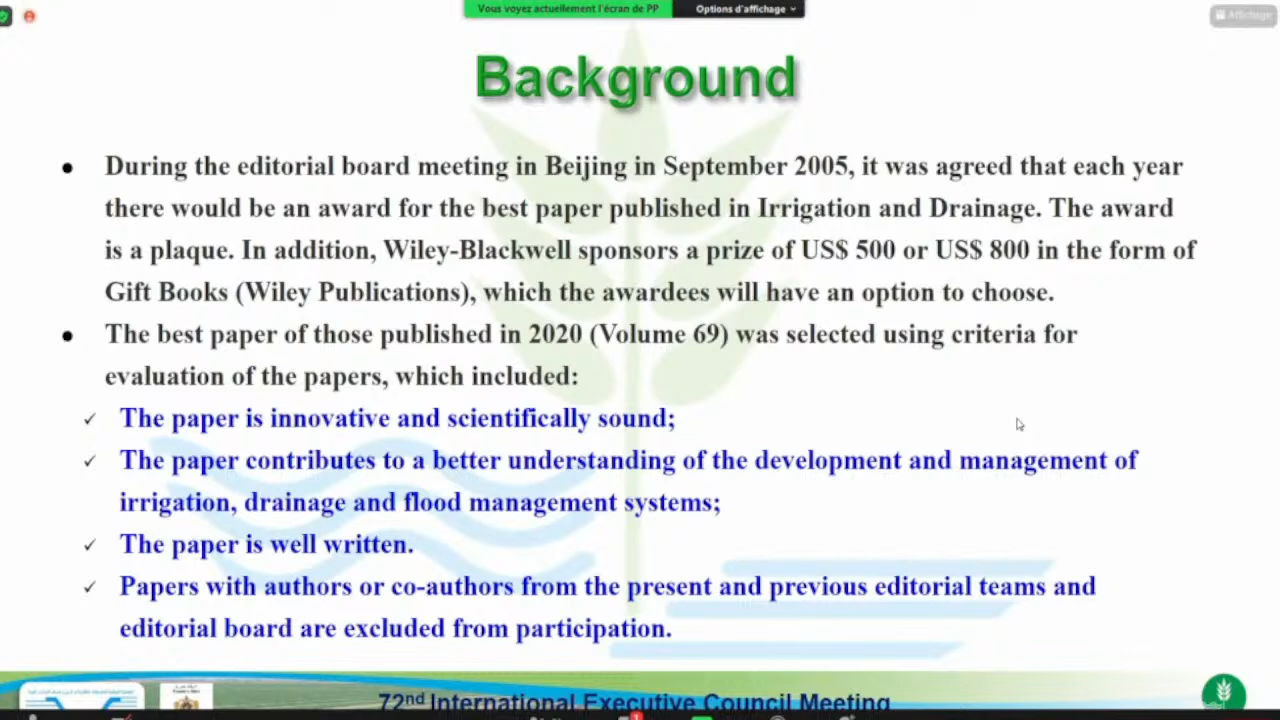 Vous voyez actuellement l'écran de PP
Options d'affichage
Affichage
Background
During the editorial board meeting in Beijing in September 2005, it was agreed that each year
there would be an award for the best paper published in Irrigation and Drainage. The award
is a plaque. In addition, Wiley-Blackwell sponsors a prize of US$ 500 or US$ 800 in the form of
Gift Books (Wiley Publications), which the awardees will have an option to choose.
The best paper of those published in 2020 (Volume 69) was selected using criteria for
evaluation of the papers, which included:
The paper is innovative and scientifically sound;
The paper contributes to a better understanding of the development and management of
irrigation, drainage and flood management systems;
The paper is well written.
Papers with authors or co-authors from the present and previous editorial teams and
editorial board are excluded from participation.
72nd International Executive Council Meeting